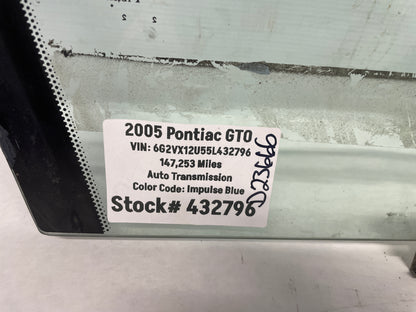 2005 Pontiac GTO
VIN: 6G2VX12U55L432796
147,253 Miles
Auto Transmission
Color Code: Impulse Blue
Stock# 432796
D23666